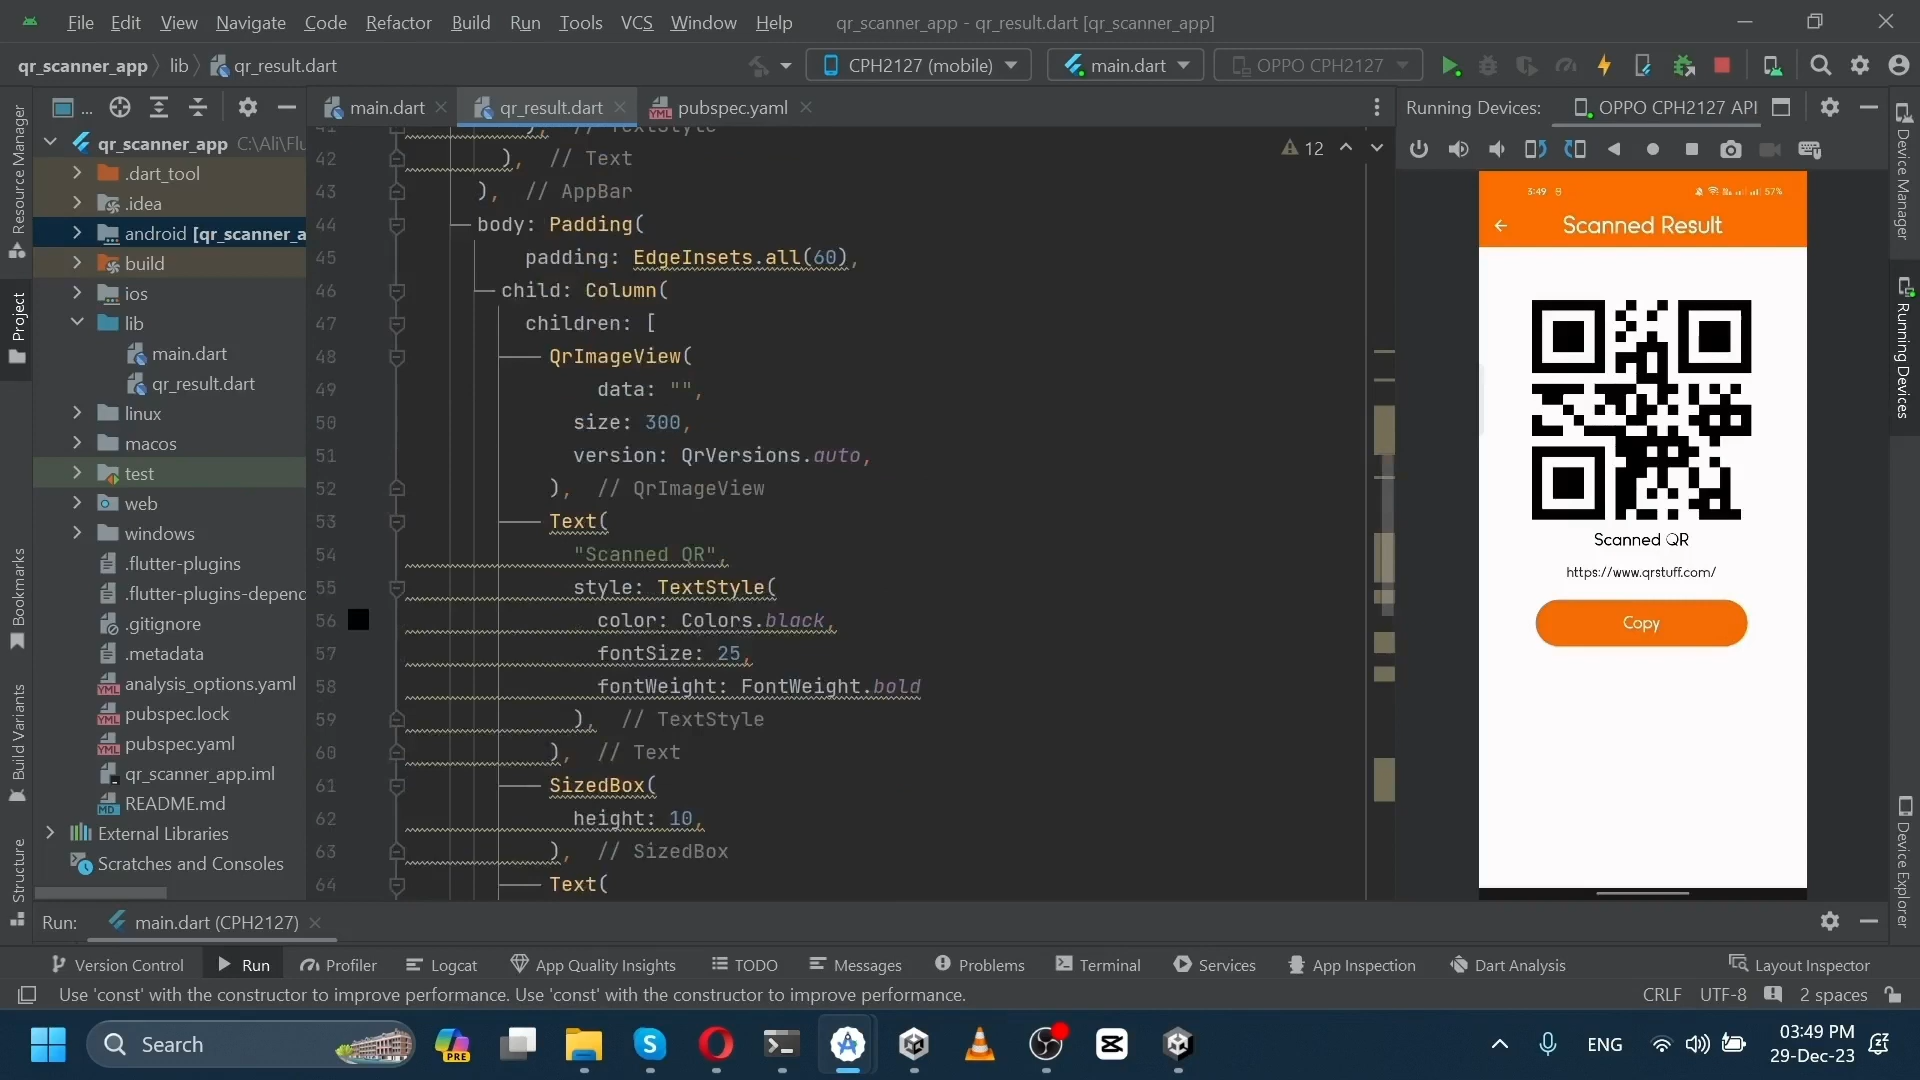 File Edit View Navigate Code Refactor Build Run Tools VCS Window Help qr_scanner_app - qr_result.dart [qr_scanner_app]
qr_scanner_app lib qr_result.dart CPH2127 (mobile) main.dart OPPO CPH2127
... main.dart qr_result.dart pubspec.yaml Running Devices: OPPO CPH2127 API
Resource Manager
Project
Bookmarks
Build Variants
Structure
qr_scanner_app C:\Ali\Flu
.dart_tool
.idea
android [qr_scanner_a
build
ios
lib
main.dart
qr_result.dart
linux
macos
test
web
windows
.flutter-plugins
.flutter-plugins-depend
.gitignore
.metadata
analysis_options.yaml
pubspec.lock
pubspec.yaml
qr_scanner_app.iml
README.md
External Libraries
Scratches and Consoles
41 ), // TextStyle
42 ), // Text
43 ), // AppBar
44 body: Padding(
45 padding: EdgeInsets.all(60),
46 child: Column(
47 children: [
48 QrImageView(
49 data: "",
50 size: 300,
51 version: QrVersions.auto,
52 ), // QrImageView
53 Text(
54 "Scanned QR",
55 style: TextStyle(
56 color: Colors.black,
57 fontSize: 25,
58 fontWeight: FontWeight.bold
59 ), // TextStyle
60 ), // Text
61 SizedBox(
62 height: 10,
63 ), // SizedBox
64 Text(
12
3:49 57%
Scanned Result
Scanned QR
https://www.qrstuff.com/
Copy
Device Manager
Running Devices
Device Explorer
Run: main.dart (CPH2127)
Version Control Run Profiler Logcat App Quality Insights TODO Messages Problems Terminal Services App Inspection Dart Analysis Layout Inspector
Use 'const' with the constructor to improve performance. Use 'const' with the constructor to improve performance. CRLF UTF-8 2 spaces
Search PRE ENG 03:49 PM
29-Dec-23